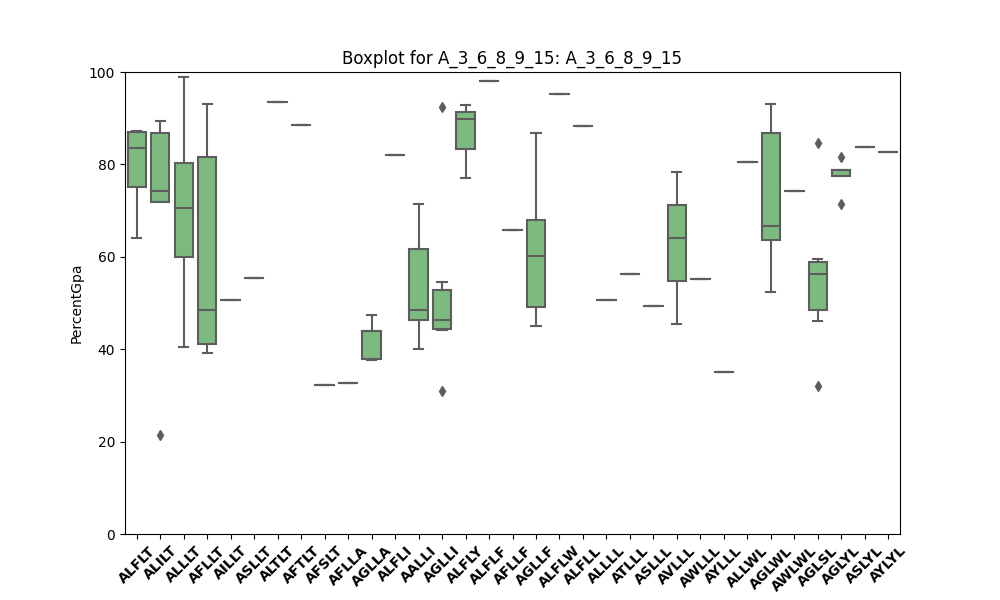 Boxplot for A_3_6_8_9_15: A_3_6_8_9_15
PercentGpa
100
80
60
40
20
0
ALFLT
ALILT
ALLLT
AFLLT
AILLT
ASLLT
ALTLT
AFTLT
AFSLT
AFLLA
AGLLA
ALFLI
AALLI
AGLLI
ALFLY
ALFLF
AFLLF
AGLLF
ALFLW
ALFLL
ALLLL
ATLLL
ASLLL
AVLLL
AWLLL
AYLLL
ALLWL
AGLWL
AWLWL
AGLSL
AGLYL
ASLYL
AYLYL